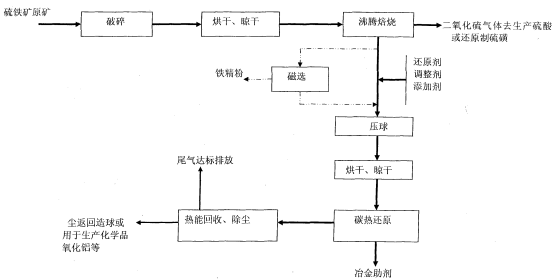 硫铁矿原矿
破碎
烘干、晾干
沸腾焙烧
二氧化硫气体去生产硫酸
或还原制硫磺
铁精粉
磁选
还原剂
调整剂
添加剂
压球
烘干、晾干
尾气达标排放
尘返回造球或
用于生产化学品
氧化铝等
热能回收、除尘
碳热还原
冶金助剂